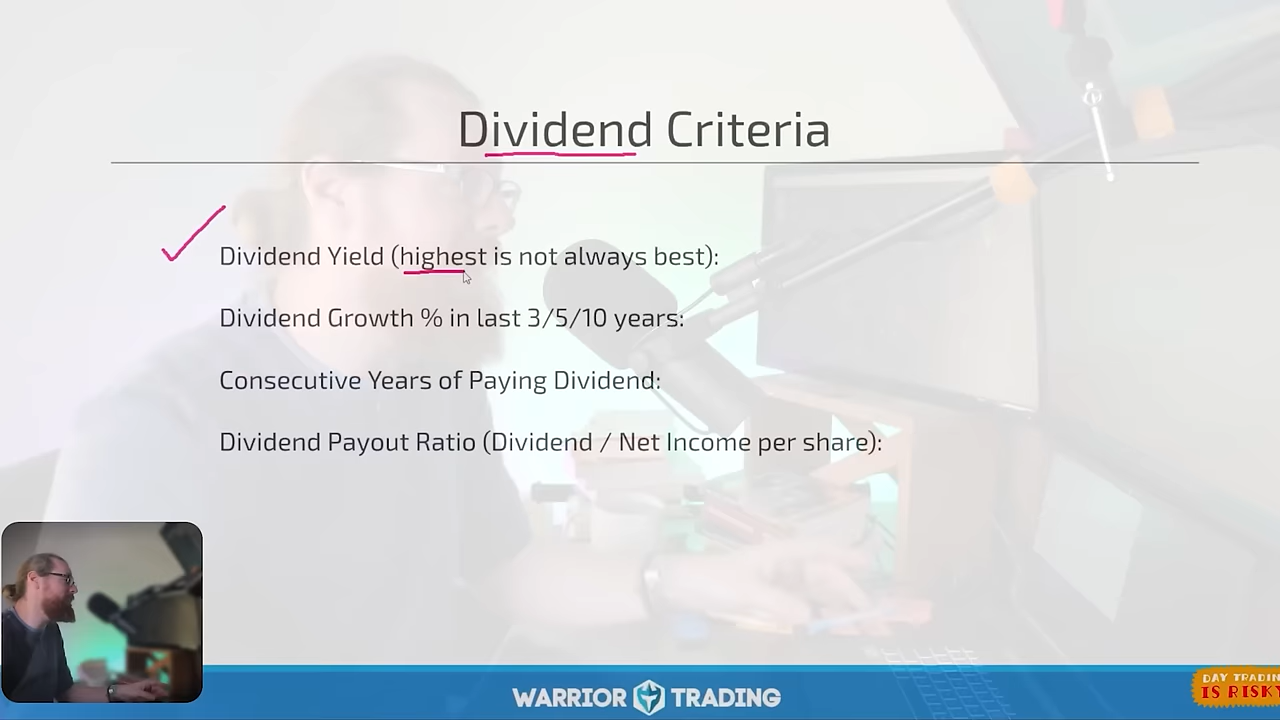 Dividend Criteria
Dividend Yield (highest is not always best):
Dividend Growth % in last 3/5/10 years:
Consecutive Years of Paying Dividend:
Dividend Payout Ratio (Dividend / Net Income per share):
WARRIOR TRADING
DAY TRADIN
IS RISKY